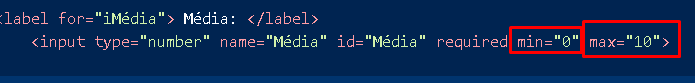 <label for="iMédia"> Média: </label>
<input type="number" name="Média" id="Média" required min="0" max="10">